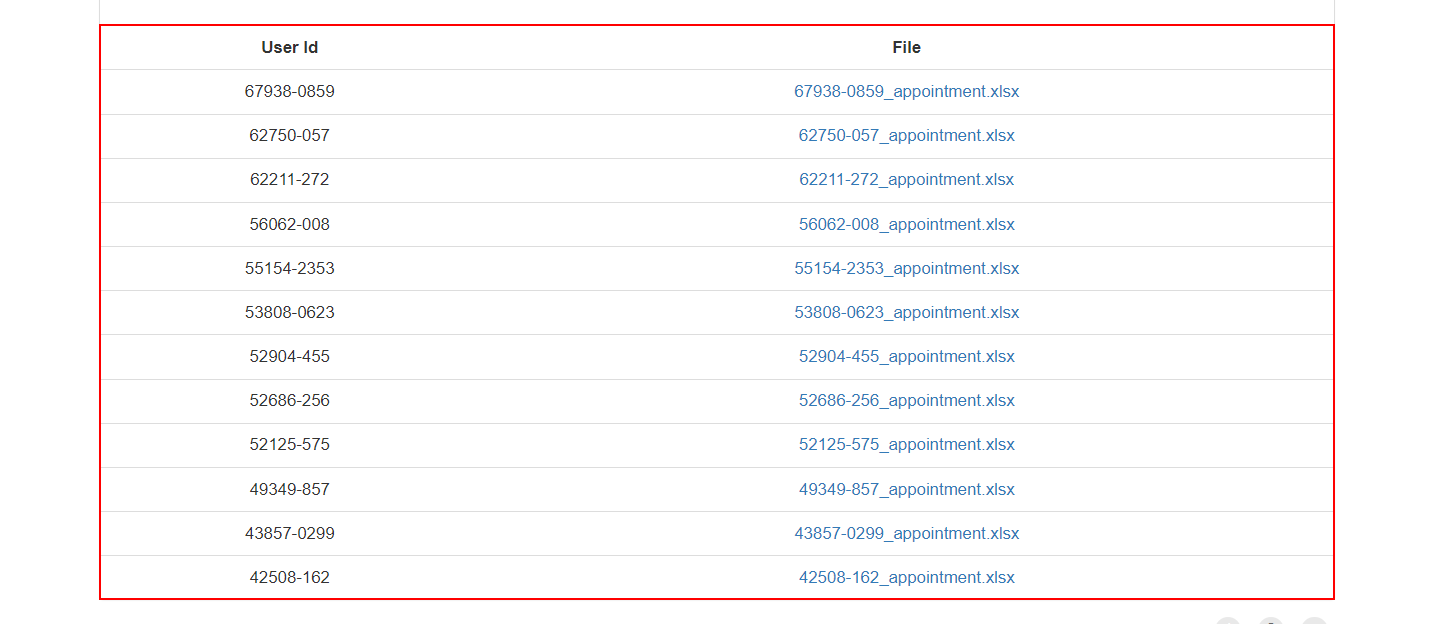 User Id File
67938-0859 67938-0859_appointment.xlsx
62750-057 62750-057_appointment.xlsx
62211-272 62211-272_appointment.xlsx
56062-008 56062-008_appointment.xlsx
55154-2353 55154-2353_appointment.xlsx
53808-0623 53808-0623_appointment.xlsx
52904-455 52904-455_appointment.xlsx
52686-256 52686-256_appointment.xlsx
52125-575 52125-575_appointment.xlsx
49349-857 49349-857_appointment.xlsx
43857-0299 43857-0299_appointment.xlsx
42508-162 42508-162_appointment.xlsx